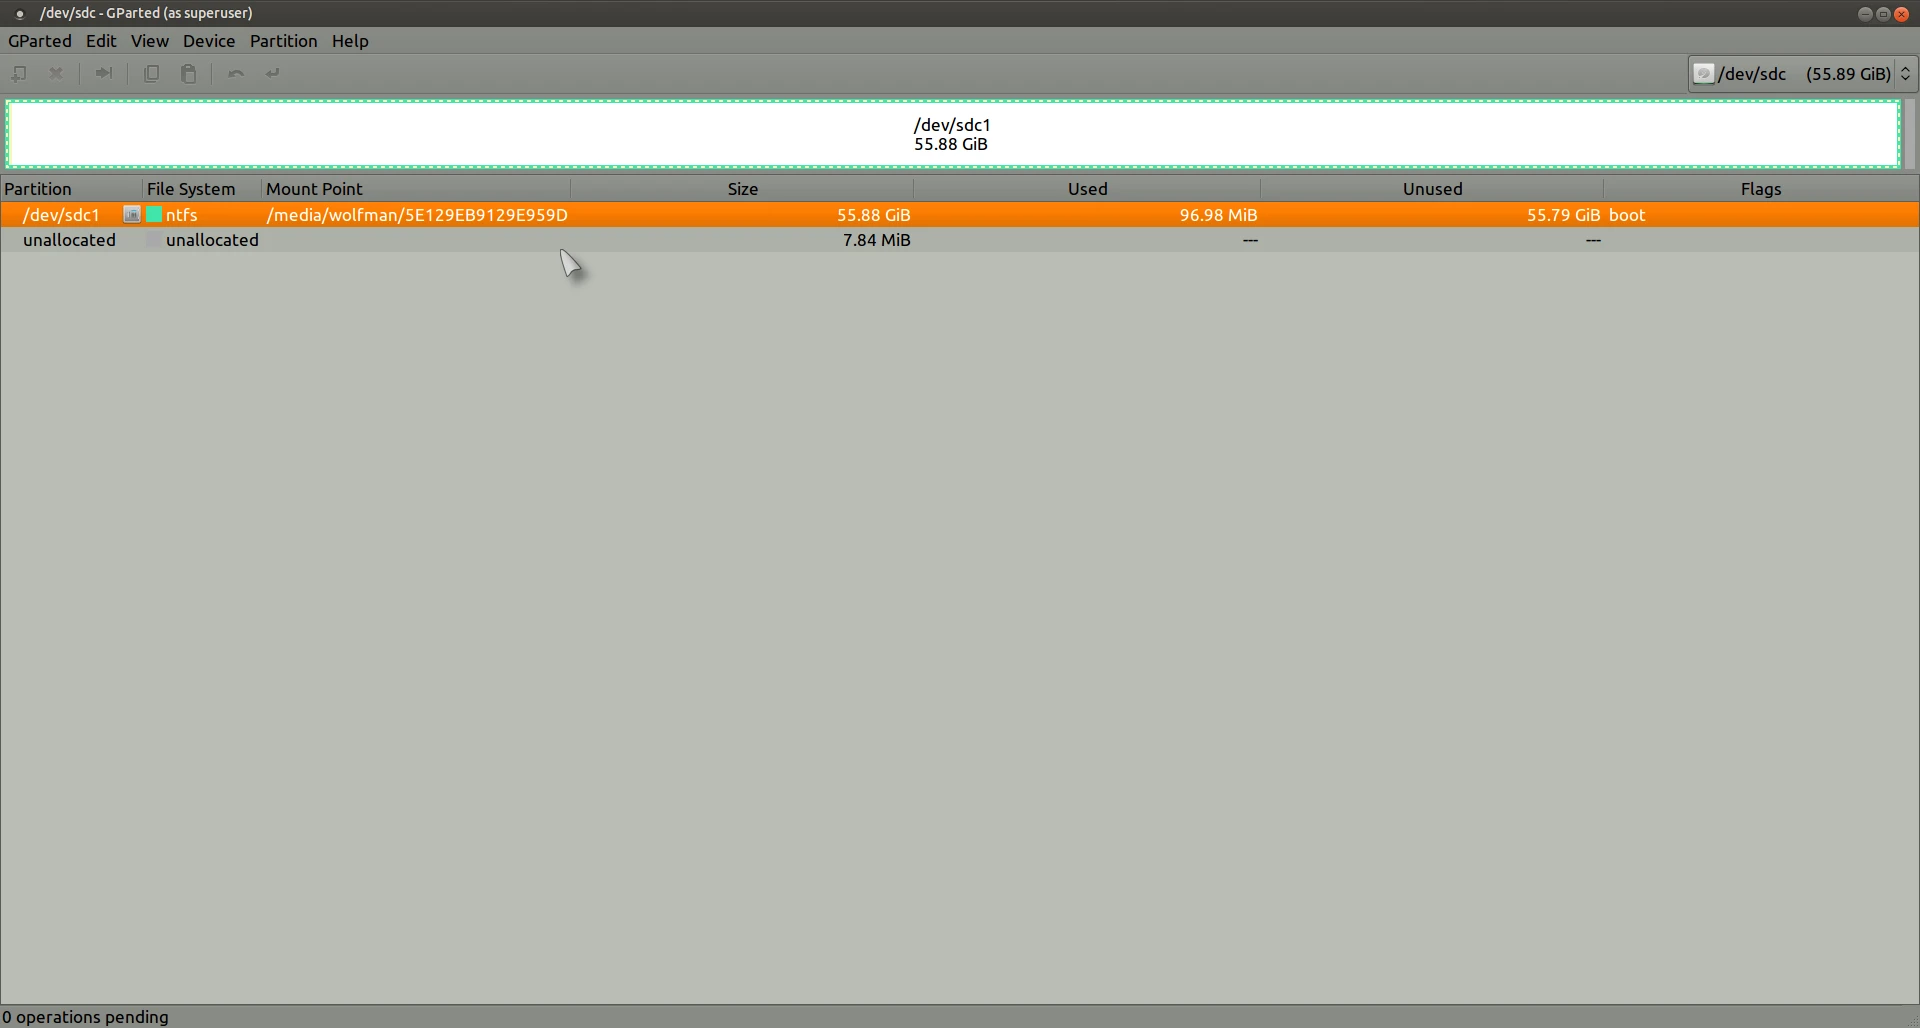 /dev/sdc - GParted (as superuser)
GParted Edit View Device Partition Help
/dev/sdc (55.89 GiB)
/dev/sdc1
55.88 GiB
Partition File System Mount Point Size Used Unused Flags
/dev/sdc1 ntfs /media/wolfman/5E129EB9129E959D 55.88 GiB 96.98 MiB 55.79 GiB boot
unallocated unallocated 7.84 MiB --- ---
0 operations pending